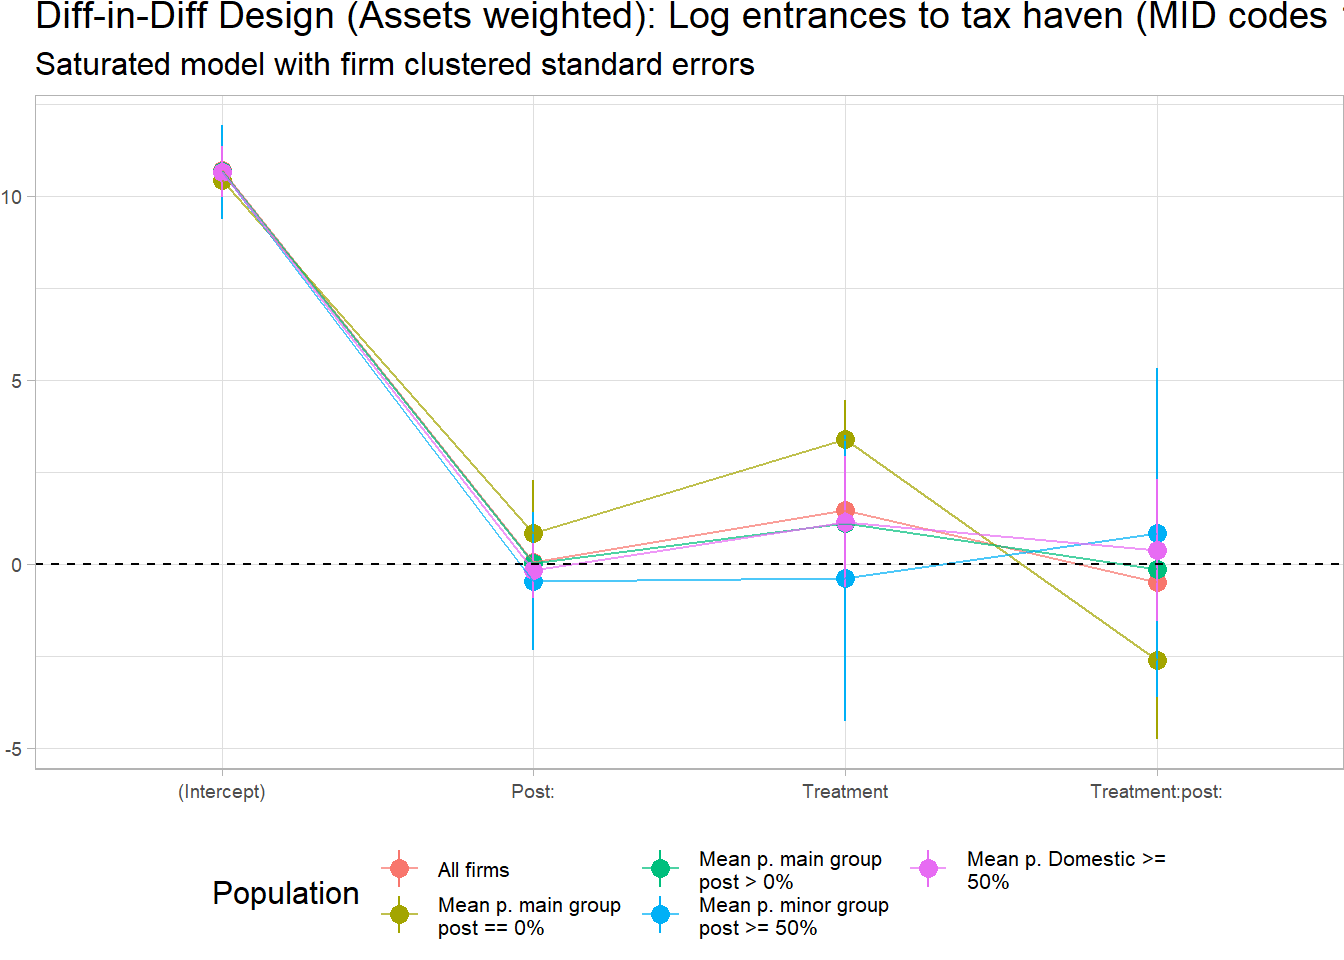 Diff-in-Diff Design (Assets weighted): Log entrances to tax haven (MID codes
Saturated model with firm clustered standard errors
10
5
0
-5
(Intercept)
Post:
Treatment
Treatment:post:
Population
All firms
Mean p. main group
post == 0%
Mean p. main group
post > 0%
Mean p. minor group
post >= 50%
Mean p. Domestic >=
50%